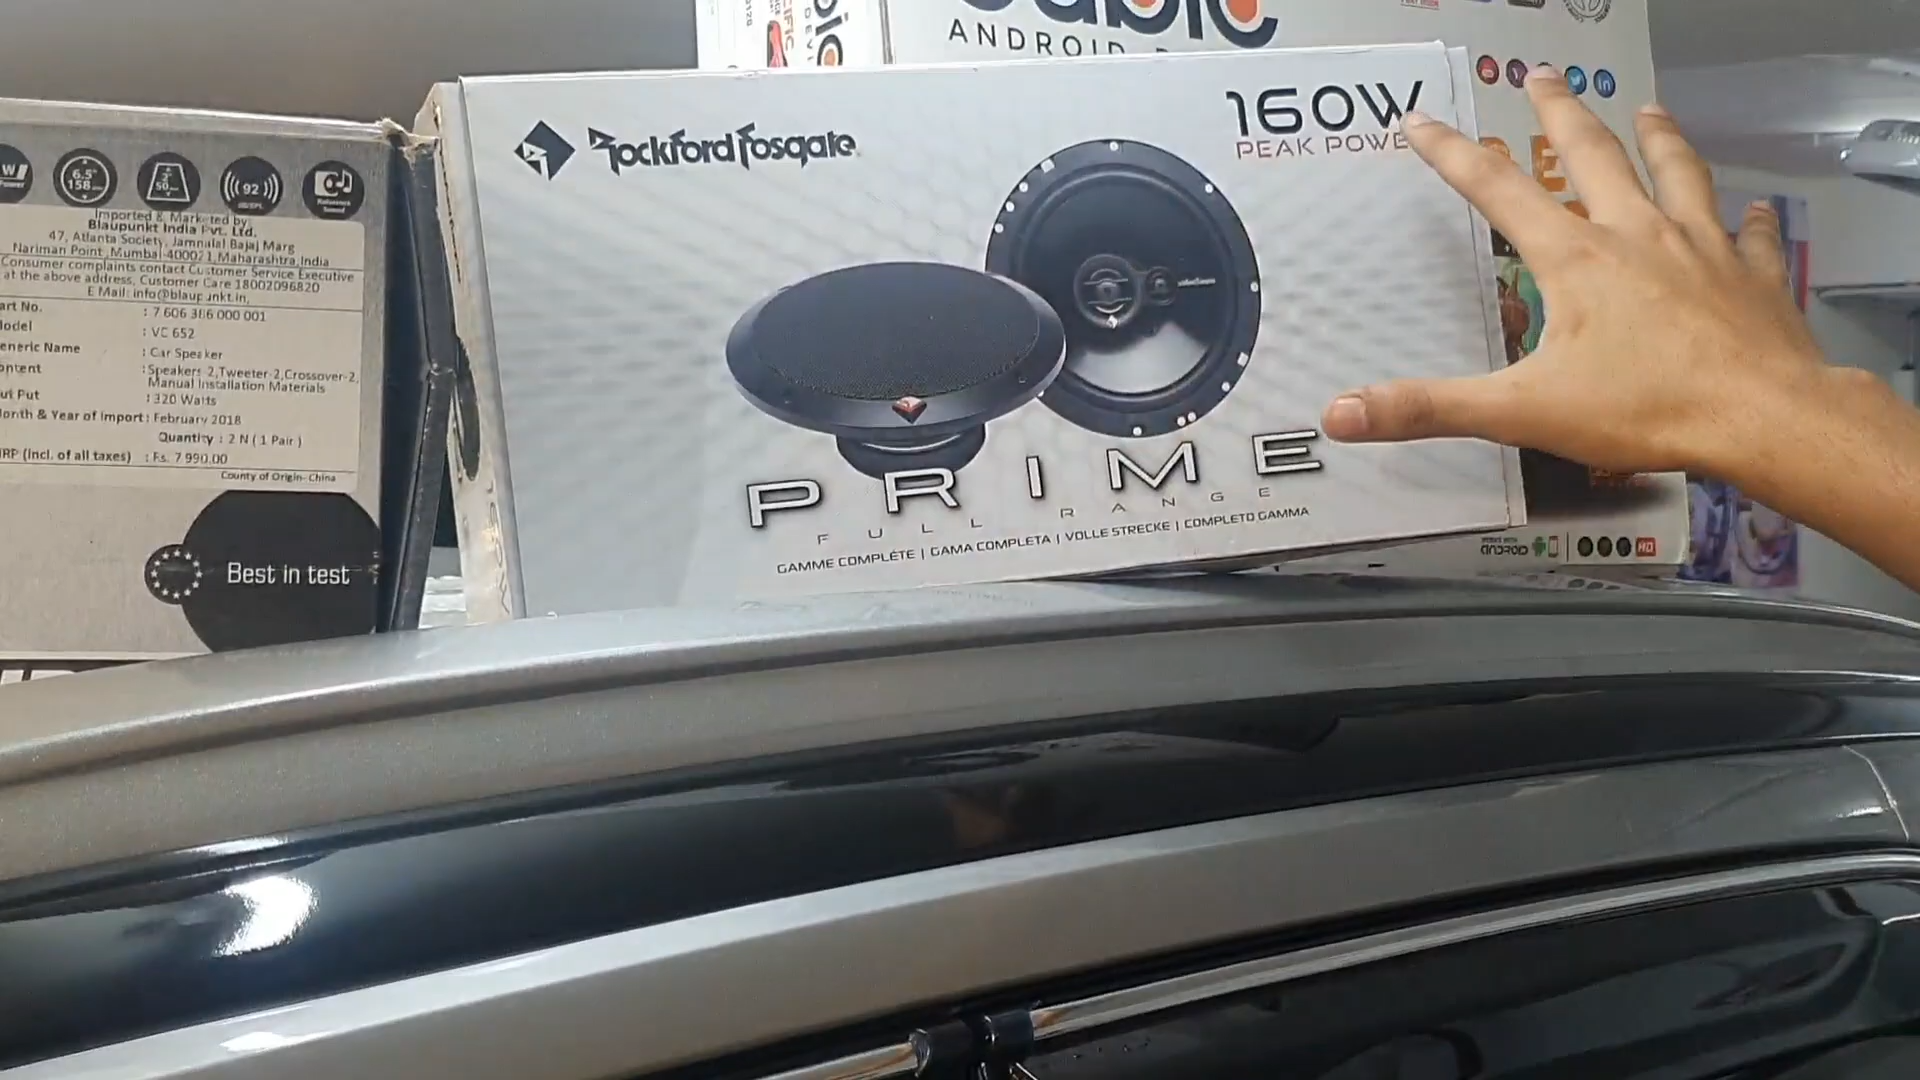 ANDROID
Rockford Fosgate
160W
PEAK POWE
PRIME
FULL RANGE
GAMME COMPLÈTE | GAMA COMPLETA | VOLLE STRECKE | COMPLETO GAMMA
6.5"
158
50
92
Imported & Marketed by
Blaupunkt India Pvt. Ltd.
47, Atlanta Society, Jamnalal Bajaj Marg
Nariman Point, Mumbai-400021, Maharashtra, India
Consumer complaints contact Customer Service Executive
at the above address, Customer Care 18002096820
E Mail: info@blaupunkt.in,
art No. : 7 606 386 000 001
odel : VC 652
eneric Name : Car Speaker
ontent : Speakers-2, Tweeter-2, Crossover-2,
Manual Installation Materials
ut Put : 320 Watts
onth & Year of Import : February 2018
Quantity : 2 N ( 1 Pair )
RP (incl. of all taxes) : Rs. 7 990.00
County of Origin- China
Best in test
ANDROID
HD